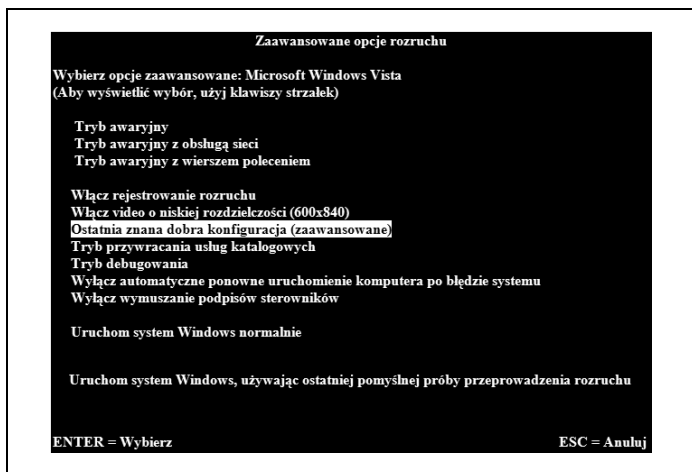 Zaawansowane opcje rozruchu
Wybierz opcje zaawansowane: Microsoft Windows Vista
(Aby wyświetlić wybór, użyj klawiszy strzałek)
Tryb awaryjny
Tryb awaryjny z obsługą sieci
Tryb awaryjny z wierszem poleceniem
Włącz rejestrowanie rozruchu
Włącz video o niskiej rozdzielczości (600x840)
Ostatnia znana dobra konfiguracja (zaawansowane)
Tryb przywracania usług katalogowych
Tryb debugowania
Wyłącz automatyczne ponowne uruchomienie komputera po błędzie systemu
Wyłącz wymuszanie podpisów sterowników
Uruchom system Windows normalnie
Uruchom system Windows, używając ostatniej pomyślnej próby przeprowadzenia rozruchu
ENTER = Wybierz ESC = Anuluj